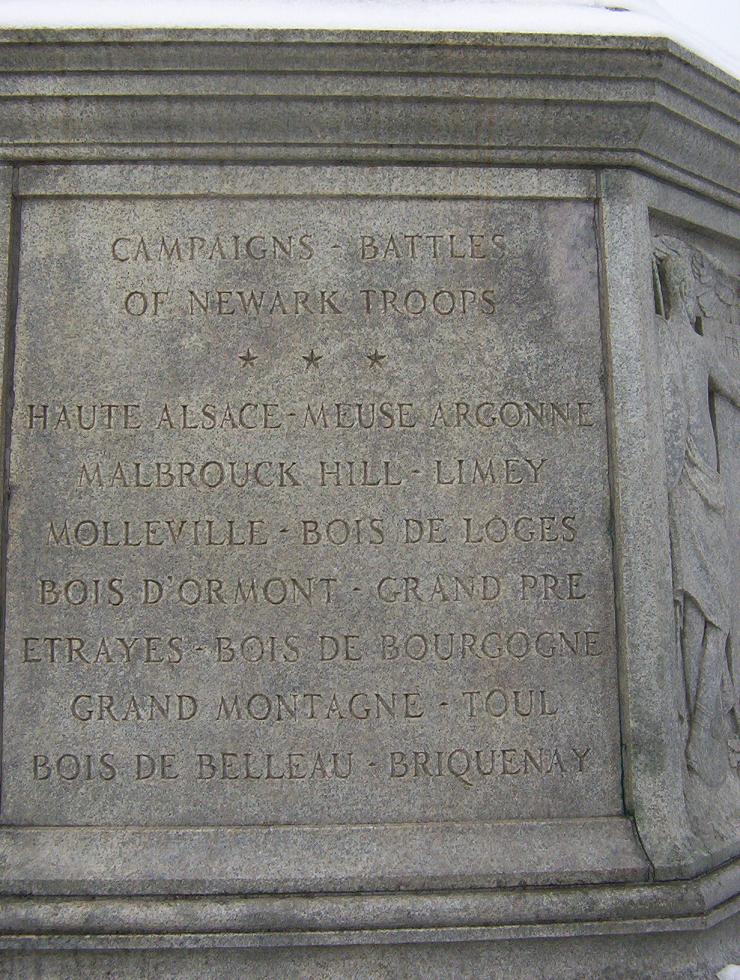 CAMPAIGNS - BATTLES
OF NEWARK TROOPS
★ ★ ★
HAUTE ALSACE - MEUSE ARGONNE
MALBROUCK HILL - LIMEY
MOLLEVILLE - BOIS DE LOGES
BOIS D'ORMONT - GRAND PRE
ETRAYES - BOIS DE BOURGOGNE
GRAND MONTAGNE - TOUL
BOIS DE BELLEAU - BRIQUENAY